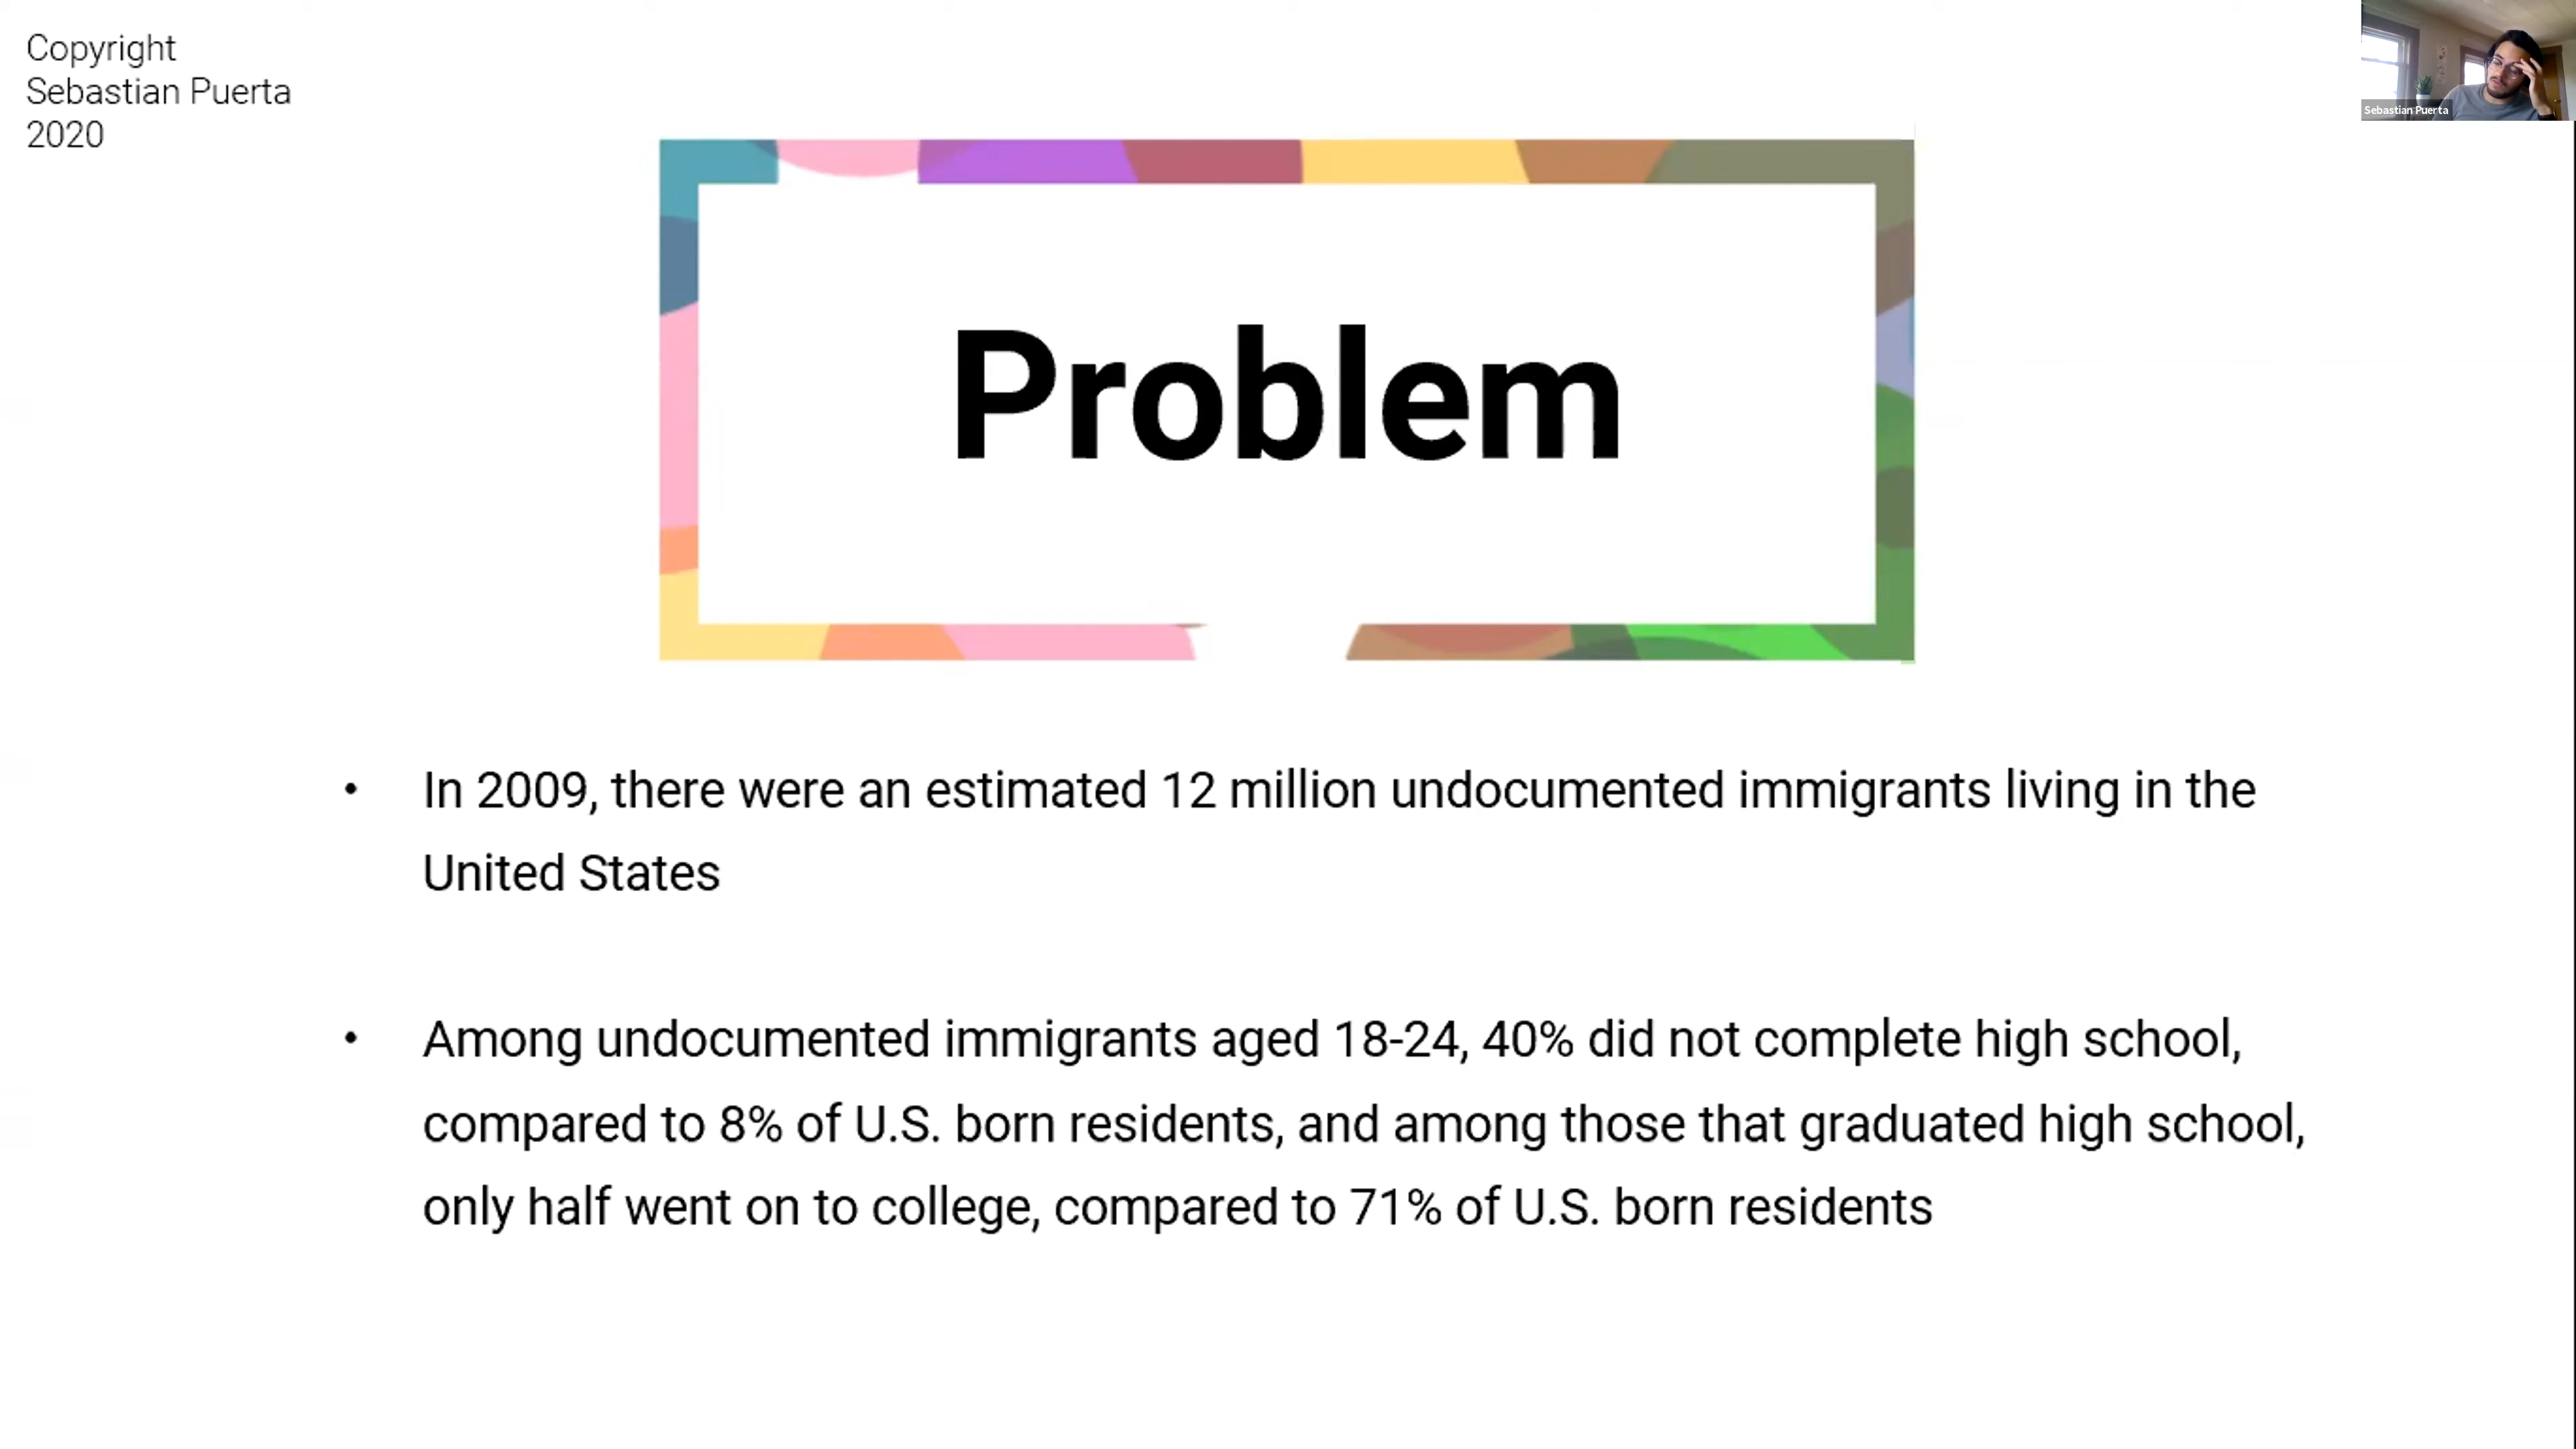 Copyright
Sebastian Puerta
2020
Sebastian Puerta
Problem
• In 2009, there were an estimated 12 million undocumented immigrants living in the
United States
• Among undocumented immigrants aged 18-24, 40% did not complete high school,
compared to 8% of U.S. born residents, and among those that graduated high school,
only half went on to college, compared to 71% of U.S. born residents